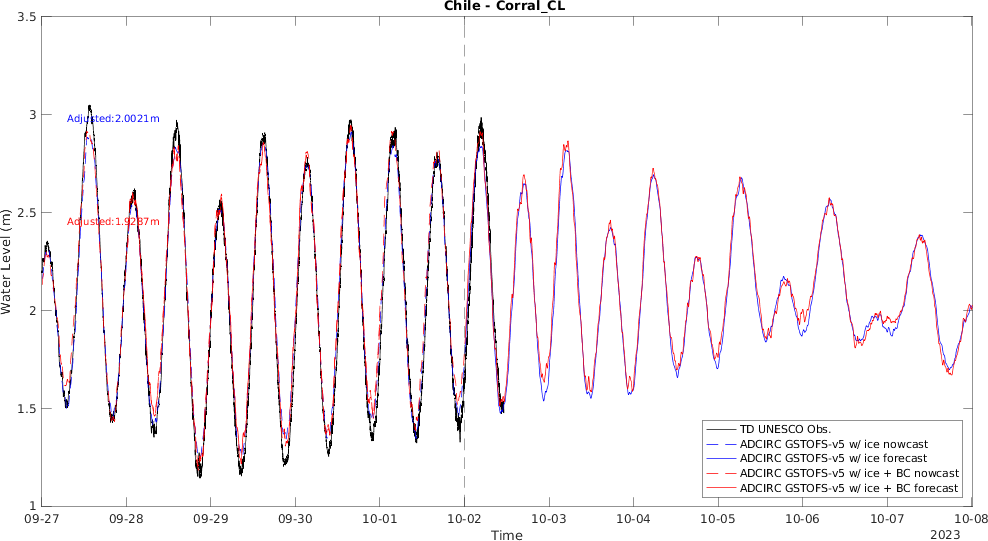 Chile - Corral_CL
3.5
3
2.5
2
1.5
1
Water Level (m)
Adjusted:2.0021m
Adjusted:1.9287m
TD UNESCO Obs.
ADCIRC GSTOFS-v5 w/ ice nowcast
ADCIRC GSTOFS-v5 w/ ice forecast
ADCIRC GSTOFS-v5 w/ ice + BC nowcast
ADCIRC GSTOFS-v5 w/ ice + BC forecast
09-27 09-28 09-29 09-30 10-01 10-02 10-03 10-04 10-05 10-06 10-07 10-08
Time
2023